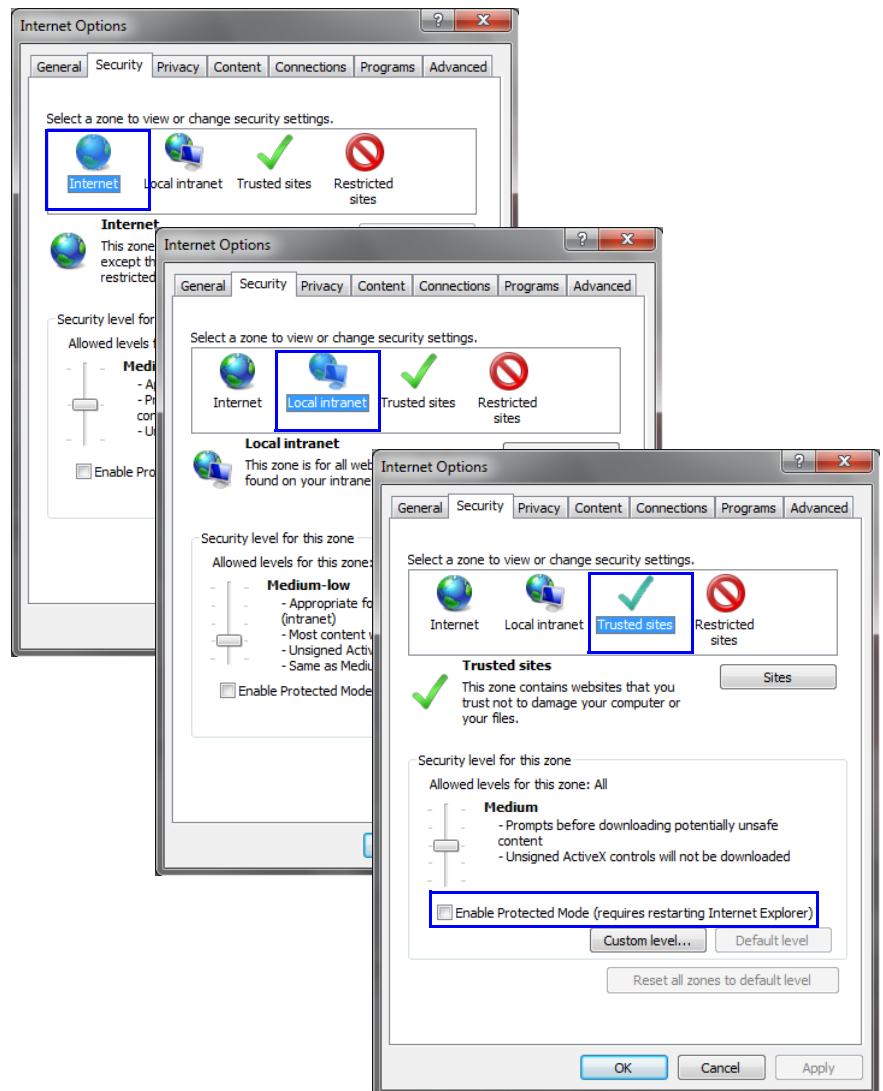 Internet Options
General Security Privacy Content Connections Programs Advanced
Select a zone to view or change security settings.
Internet Local intranet Trusted sites Restricted
sites
Internet
This zone
except th
restricted
Security level for
Allowed levels f
Medi
- A
- Pr
con
- U
Enable Pro
Internet Options
General Security Privacy Content Connections Programs Advanced
Select a zone to view or change security settings.
Internet Local intranet Trusted sites Restricted
sites
Local intranet
This zone is for all web
found on your intrane
Security level for this zone
Allowed levels for this zone:
Medium-low
- Appropriate fo
(intranet)
- Most content w
- Unsigned Activ
- Same as Mediu
Enable Protected Mode
Internet Options
General Security Privacy Content Connections Programs Advanced
Select a zone to view or change security settings.
Internet Local intranet Trusted sites Restricted
sites
Trusted sites
This zone contains websites that you
trust not to damage your computer or
your files.
Sites
Security level for this zone
Allowed levels for this zone: All
Medium
- Prompts before downloading potentially unsafe
content
- Unsigned ActiveX controls will not be downloaded
Enable Protected Mode (requires restarting Internet Explorer)
Custom level... Default level
Reset all zones to default level
OK Cancel Apply